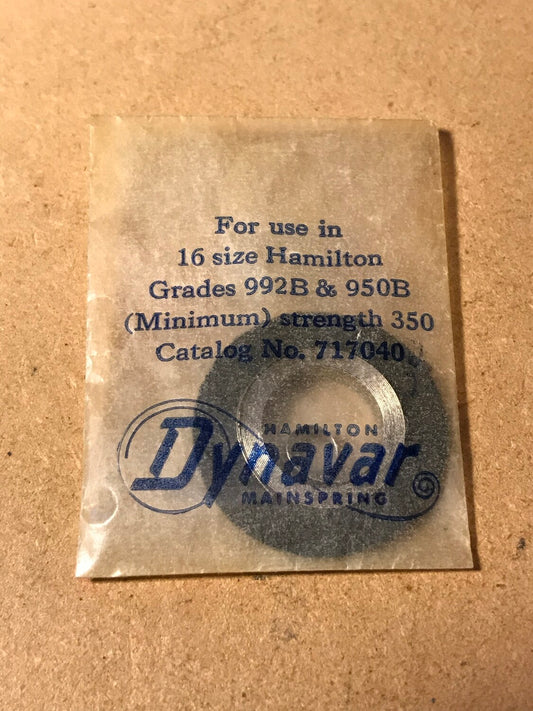 For use in
16 size Hamilton
Grades 992B & 950B
(Minimum) strength 350
Catalog No. 717040
HAMILTON
Dynavar
MAINSPRING